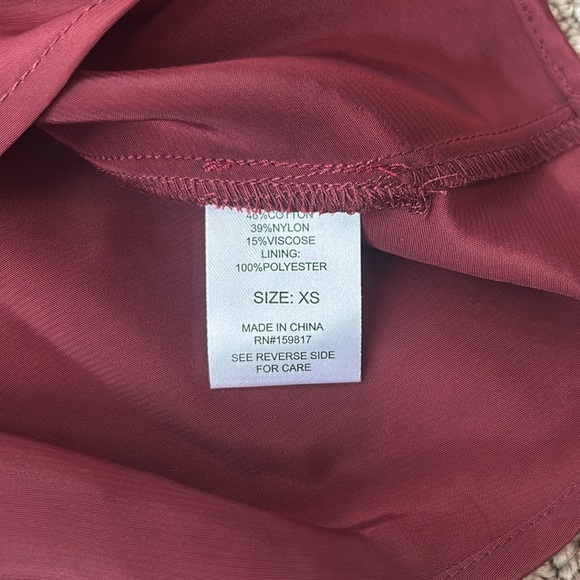 46%COTTON
39%NYLON
15%VISCOSE
LINING:
100%POLYESTER
SIZE: XS
MADE IN CHINA
RN#159817
SEE REVERSE SIDE
FOR CARE